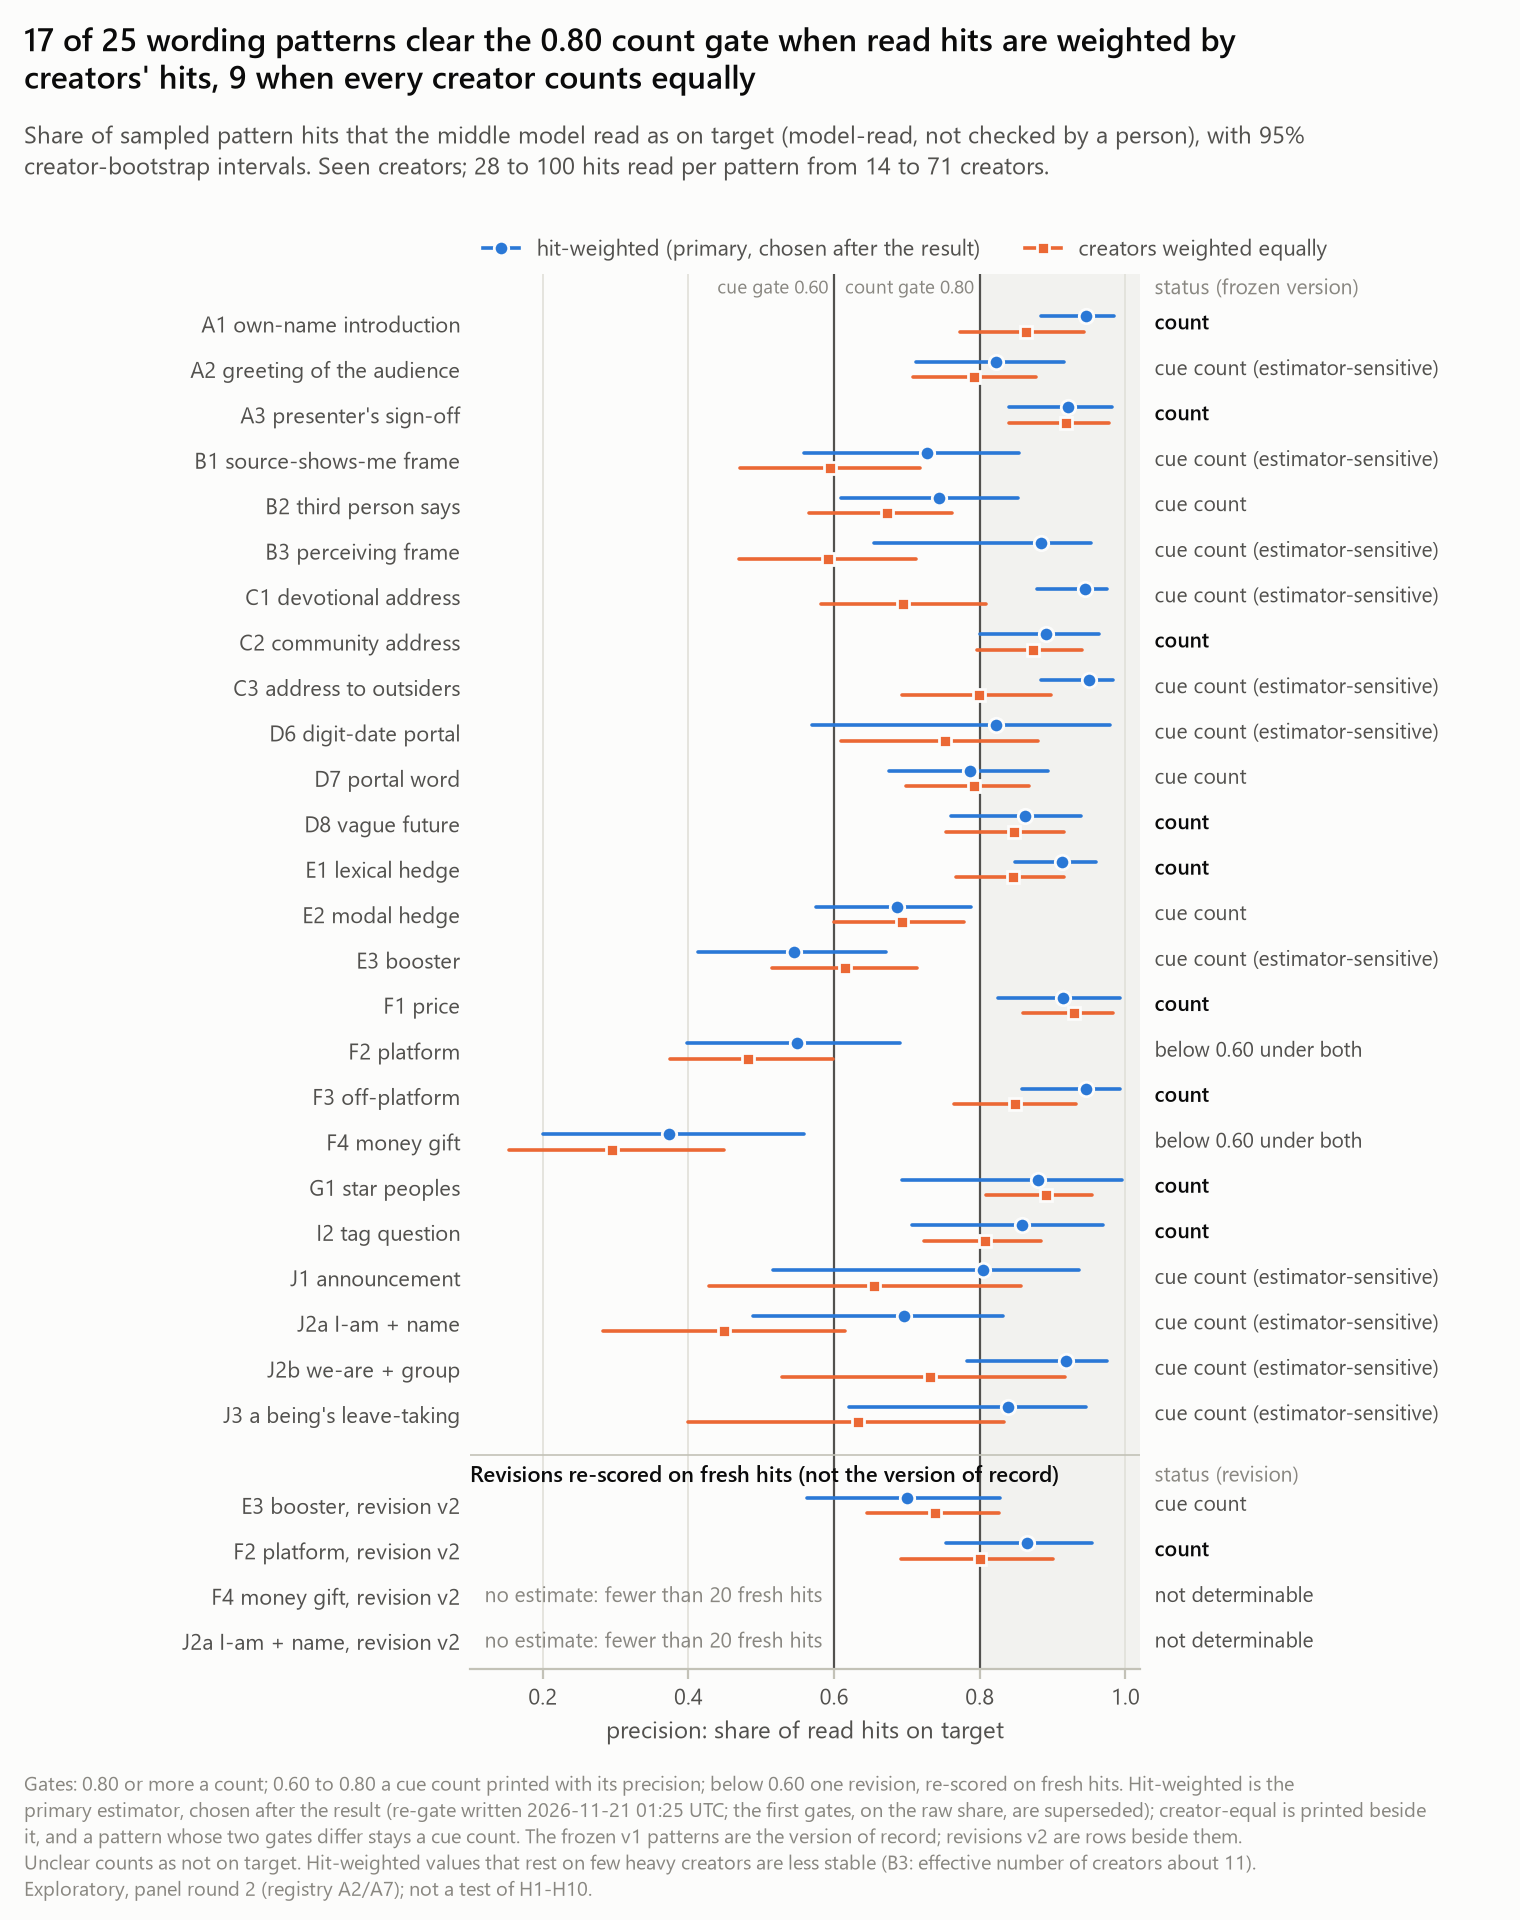 17 of 25 wording patterns clear the 0.80 count gate when read hits are weighted by
creators' hits, 9 when every creator counts equally
Share of sampled pattern hits that the middle model read as on target (model-read, not checked by a person), with 95%
creator-bootstrap intervals. Seen creators; 28 to 100 hits read per pattern from 14 to 71 creators.
hit-weighted (primary, chosen after the result) creators weighted equally
cue gate 0.60 count gate 0.80 status (frozen version)
A1 own-name introduction count
A2 greeting of the audience cue count (estimator-sensitive)
A3 presenter's sign-off count
B1 source-shows-me frame cue count (estimator-sensitive)
B2 third person says cue count
B3 perceiving frame cue count (estimator-sensitive)
C1 devotional address cue count (estimator-sensitive)
C2 community address count
C3 address to outsiders cue count (estimator-sensitive)
D6 digit-date portal cue count (estimator-sensitive)
D7 portal word cue count
D8 vague future count
E1 lexical hedge count
E2 modal hedge cue count
E3 booster cue count (estimator-sensitive)
F1 price count
F2 platform below 0.60 under both
F3 off-platform count
F4 money gift below 0.60 under both
G1 star peoples count
I2 tag question count
J1 announcement cue count (estimator-sensitive)
J2a I-am + name cue count (estimator-sensitive)
J2b we-are + group cue count (estimator-sensitive)
J3 a being's leave-taking cue count (estimator-sensitive)
Revisions re-scored on fresh hits (not the version of record) status (revision)
E3 booster, revision v2 cue count
F2 platform, revision v2 count
F4 money gift, revision v2 no estimate: fewer than 20 fresh hits not determinable
J2a I-am + name, revision v2 no estimate: fewer than 20 fresh hits not determinable
0.2 0.4 0.6 0.8 1.0
precision: share of read hits on target
Gates: 0.80 or more a count; 0.60 to 0.80 a cue count printed with its precision; below 0.60 one revision, re-scored on fresh hits. Hit-weighted is the
primary estimator, chosen after the result (re-gate written 2026-11-21 01:25 UTC; the first gates, on the raw share, are superseded); creator-equal is printed beside
it, and a pattern whose two gates differ stays a cue count. The frozen v1 patterns are the version of record; revisions v2 are rows beside them.
Unclear counts as not on target. Hit-weighted values that rest on few heavy creators are less stable (B3: effective number of creators about 11).
Exploratory, panel round 2 (registry A2/A7); not a test of H1-H10.